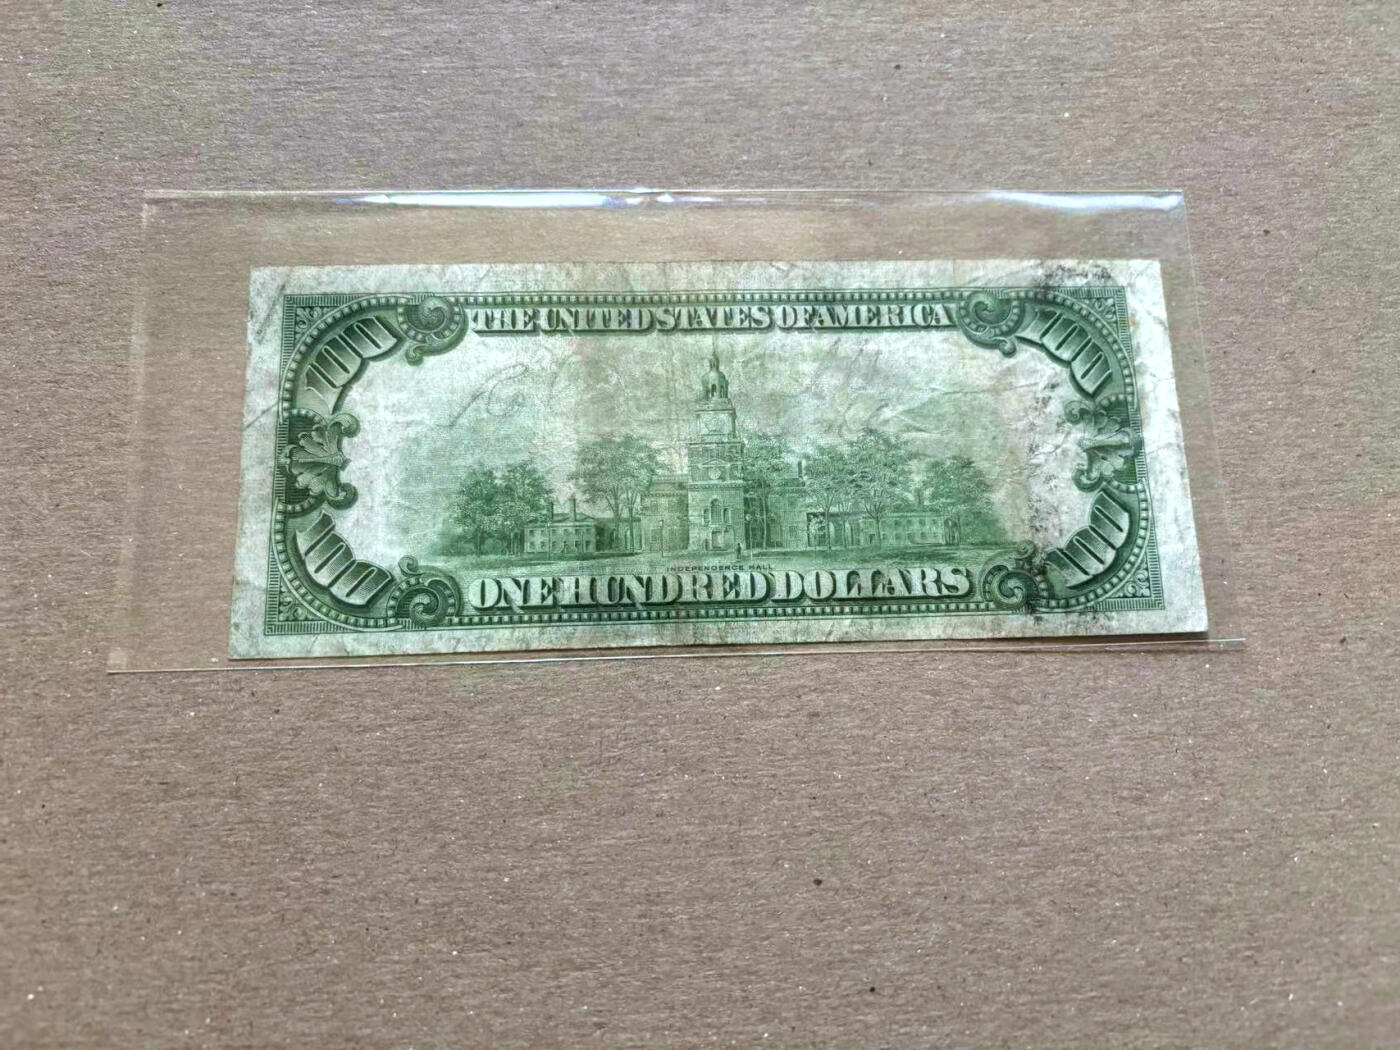 THE UNITED STATES OF AMERICA
100 100
100 100
INDEPENDENCE HALL
ONE HUNDRED DOLLARS